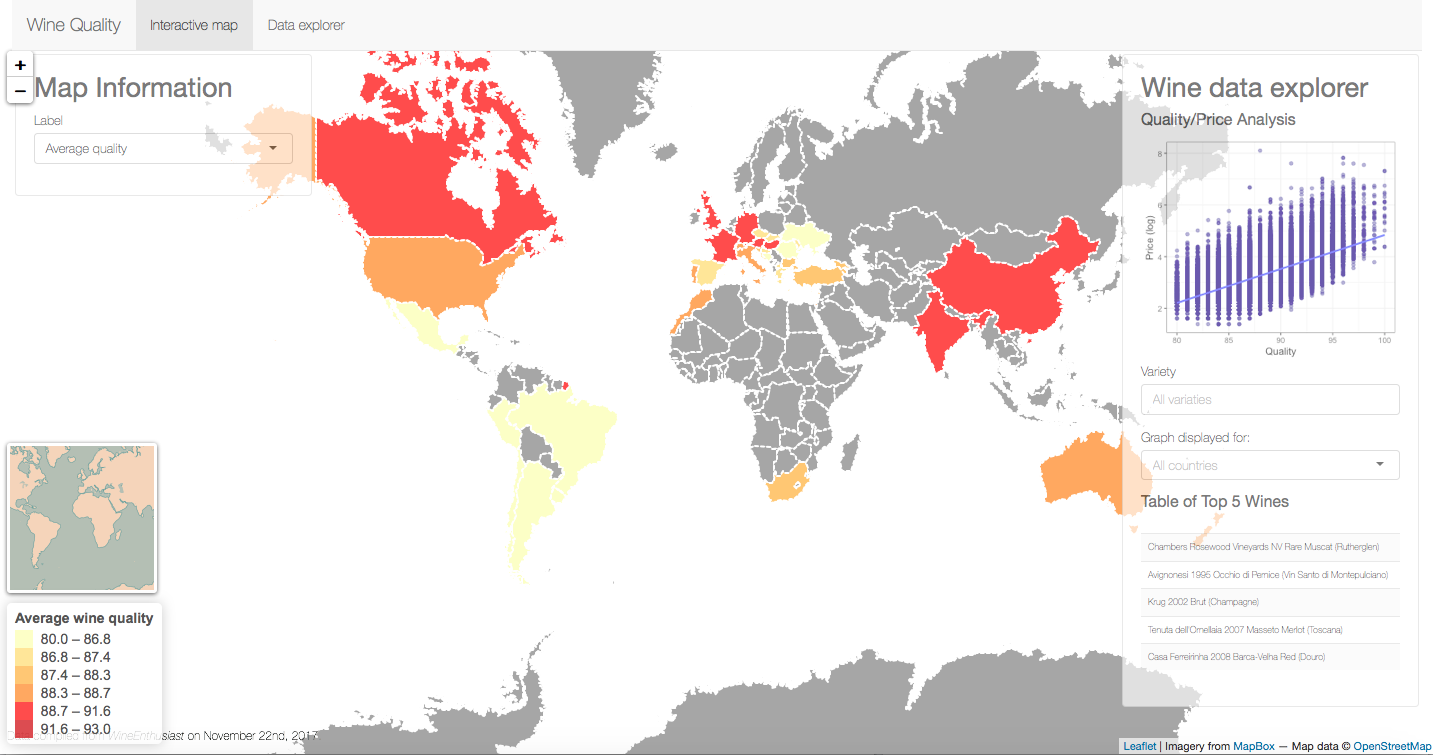 Wine Quality
Interactive map
Data explorer
+
−
Map Information
Label
Average quality
Wine data explorer
Quality/Price Analysis
8
6
4
2
Price (log)
80
85
90
95
100
Quality
Variety
All variaties
Graph displayed for:
All countries
Table of Top 5 Wines
Chambers Rosewood Vineyards NV Rare Muscat (Rutherglen)
Avignonesi 1995 Occhio di Pernice (Vin Santo di Montepulciano)
Krug 2002 Brut (Champagne)
Tenuta dell'Ornellaia 2007 Masseto Merlot (Toscana)
Casa Ferreirinha 2008 Barca-Velha Red (Douro)
Average wine quality
80.0 – 86.8
86.8 – 87.4
87.4 – 88.3
88.3 – 88.7
88.7 – 91.6
91.6 – 93.0
compiled from WineEnthusiast on November 22nd, 2017
Leaflet | Imagery from MapBox — Map data © OpenStreetMap